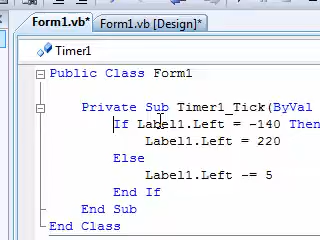 Form1.vb* Form1.vb [Design]*
Timer1
Public Class Form1
Private Sub Timer1_Tick(ByVal
If Label1.Left = -140 Then
Label1.Left = 220
Else
Label1.Left -= 5
End If
End Sub
End Class